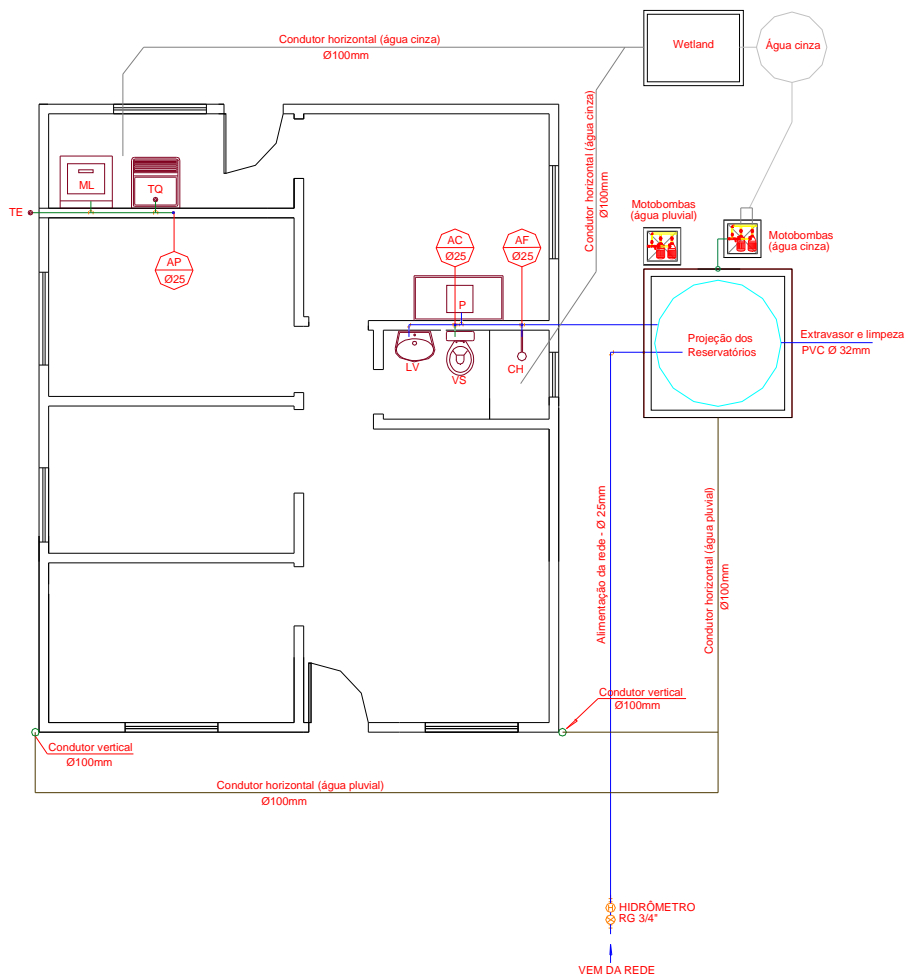 Condutor horizontal (água cinza)
Ø100mm
Wetland
Água cinza
Condutor horizontal (água cinza)
Ø100mm
ML
TQ
TE
AP
Ø25
AC
Ø25
AF
Ø25
Motobombas
(água pluvial)
Motobombas
(água cinza)
P
LV
VS
CH
Projeção dos
Reservatórios
Extravasor e limpeza
PVC Ø 32mm
Alimentação da rede - Ø 25mm
Condutor horizontal (água pluvial)
Ø100mm
Condutor vertical
Ø100mm
Condutor vertical
Ø100mm
Condutor horizontal (água pluvial)
Ø100mm
H
HIDRÔMETRO
RG 3/4"
VEM DA REDE